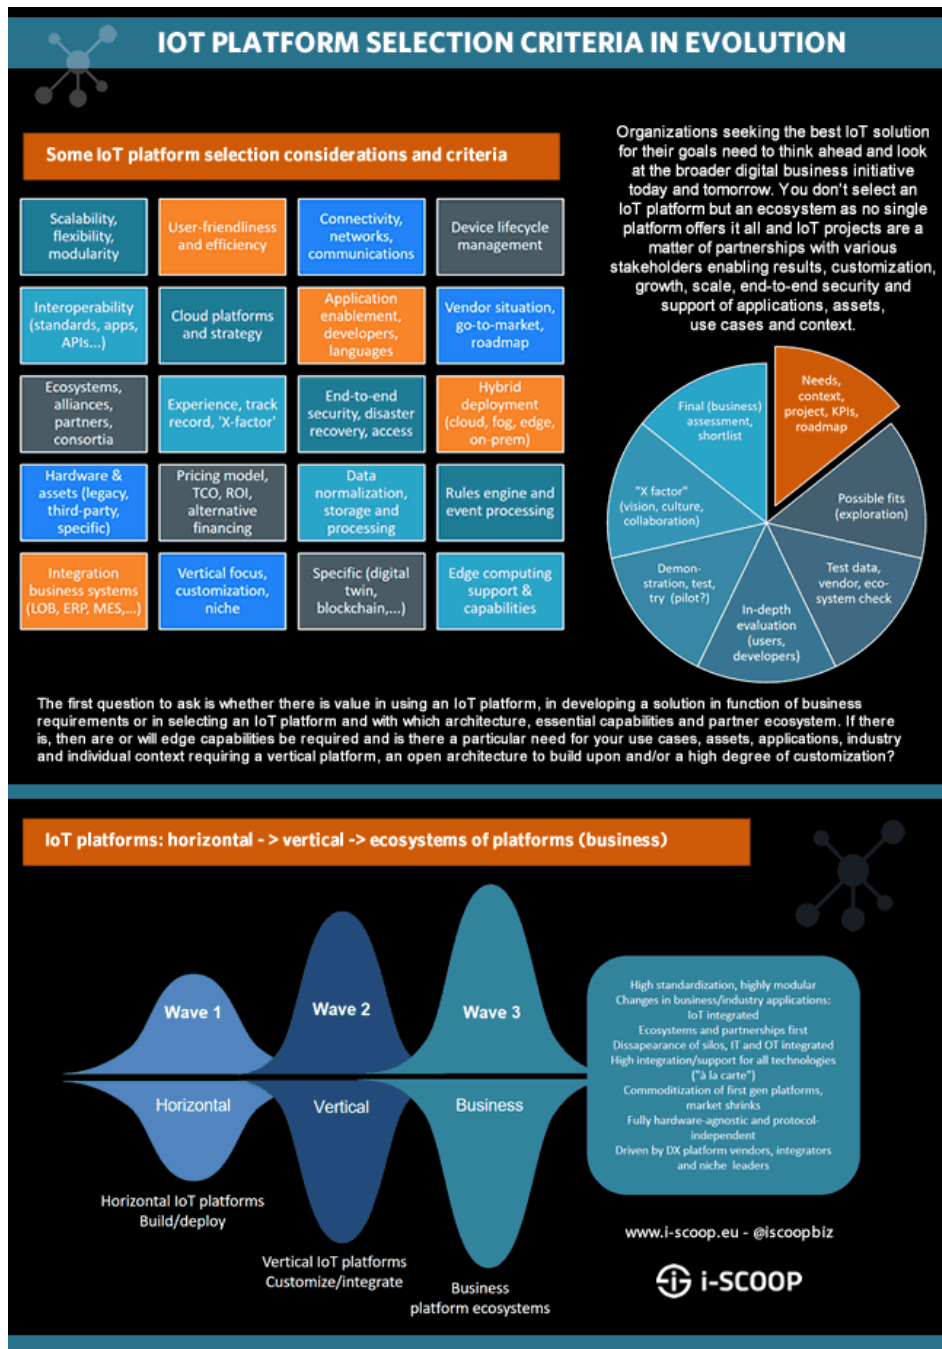 IOT PLATFORM SELECTION CRITERIA IN EVOLUTION
Some IoT platform selection considerations and criteria
Scalability,
flexibility,
modularity
User-friendliness
and efficiency
Connectivity,
networks,
communications
Device lifecycle
management
Interoperability
(standards, apps,
APIs...)
Cloud platforms
and strategy
Application
enablement,
developers,
languages
Vendor situation,
go-to-market,
roadmap
Ecosystems,
alliances,
partners,
consortia
Experience, track
record, 'X-factor'
End-to-end
security, disaster
recovery, access
Hybrid
deployment
(cloud, fog, edge,
on-prem)
Hardware &
assets (legacy,
third-party,
specific)
Pricing model,
TCO, ROI,
alternative
financing
Data
normalization,
storage and
processing
Rules engine and
event processing
Integration
business systems
(LOB, ERP, MES,...)
Vertical focus,
customization,
niche
Specific (digital
twin,
blockchain,...)
Edge computing
support &
capabilities
Organizations seeking the best IoT solution
for their goals need to think ahead and look
at the broader digital business initiative
today and tomorrow. You don't select an
IoT platform but an ecosystem as no single
platform offers it all and IoT projects are a
matter of partnerships with various
stakeholders enabling results, customization,
growth, scale, end-to-end security and
support of applications, assets,
use cases and context.
Needs,
context,
project, KPIs,
roadmap
Possible fits
(exploration)
Test data,
vendor, eco-
system check
In-depth
evaluation
(users,
developers)
Demon-
stration, test,
try (pilot?)
"X factor"
(vision, culture,
collaboration)
Final (business)
assessment,
shortlist
The first question to ask is whether there is value in using an IoT platform, in developing a solution in function of business
requirements or in selecting an IoT platform and with which architecture, essential capabilities and partner ecosystem. If there
is, then are or will edge capabilities be required and is there a particular need for your use cases, assets, applications, industry
and individual context requiring a vertical platform, an open architecture to build upon and/or a high degree of customization?
IoT platforms: horizontal -> vertical -> ecosystems of platforms (business)
Wave 1
Horizontal
Horizontal IoT platforms
Build/deploy
Wave 2
Vertical
Vertical IoT platforms
Customize/integrate
Wave 3
Business
Business
platform ecosystems
High standardization, highly modular
Changes in business/industry applications:
IoT integrated
Ecosystems and partnerships first
Dissapearance of silos, IT and OT integrated
High integration/support for all technologies
("à la carte")
Commoditization of first gen platforms,
market shrinks
Fully hardware-agnostic and protocol-
independent
Driven by DX platform vendors, integrators
and niche leaders
www.i-scoop.eu - @iscoopbiz
i-SCOOP